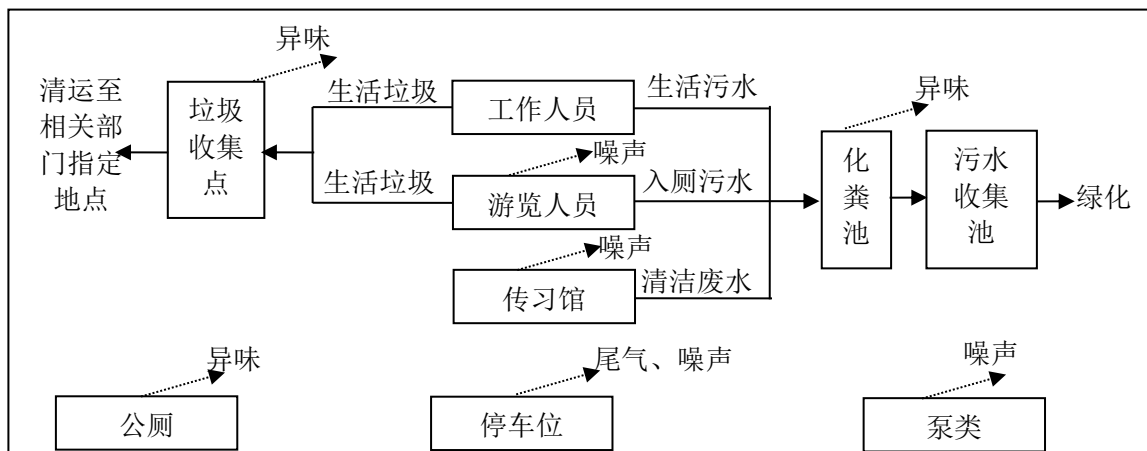 异味
清运至
相关部
门指定
地点
垃圾
收集
点
生活垃圾
工作人员
生活污水
异味
噪声
化
粪
池
污水
收集
池
绿化
生活垃圾
游览人员
入厕污水
噪声
传习馆
清洁废水
异味
公厕
尾气、噪声
停车位
噪声
泵类